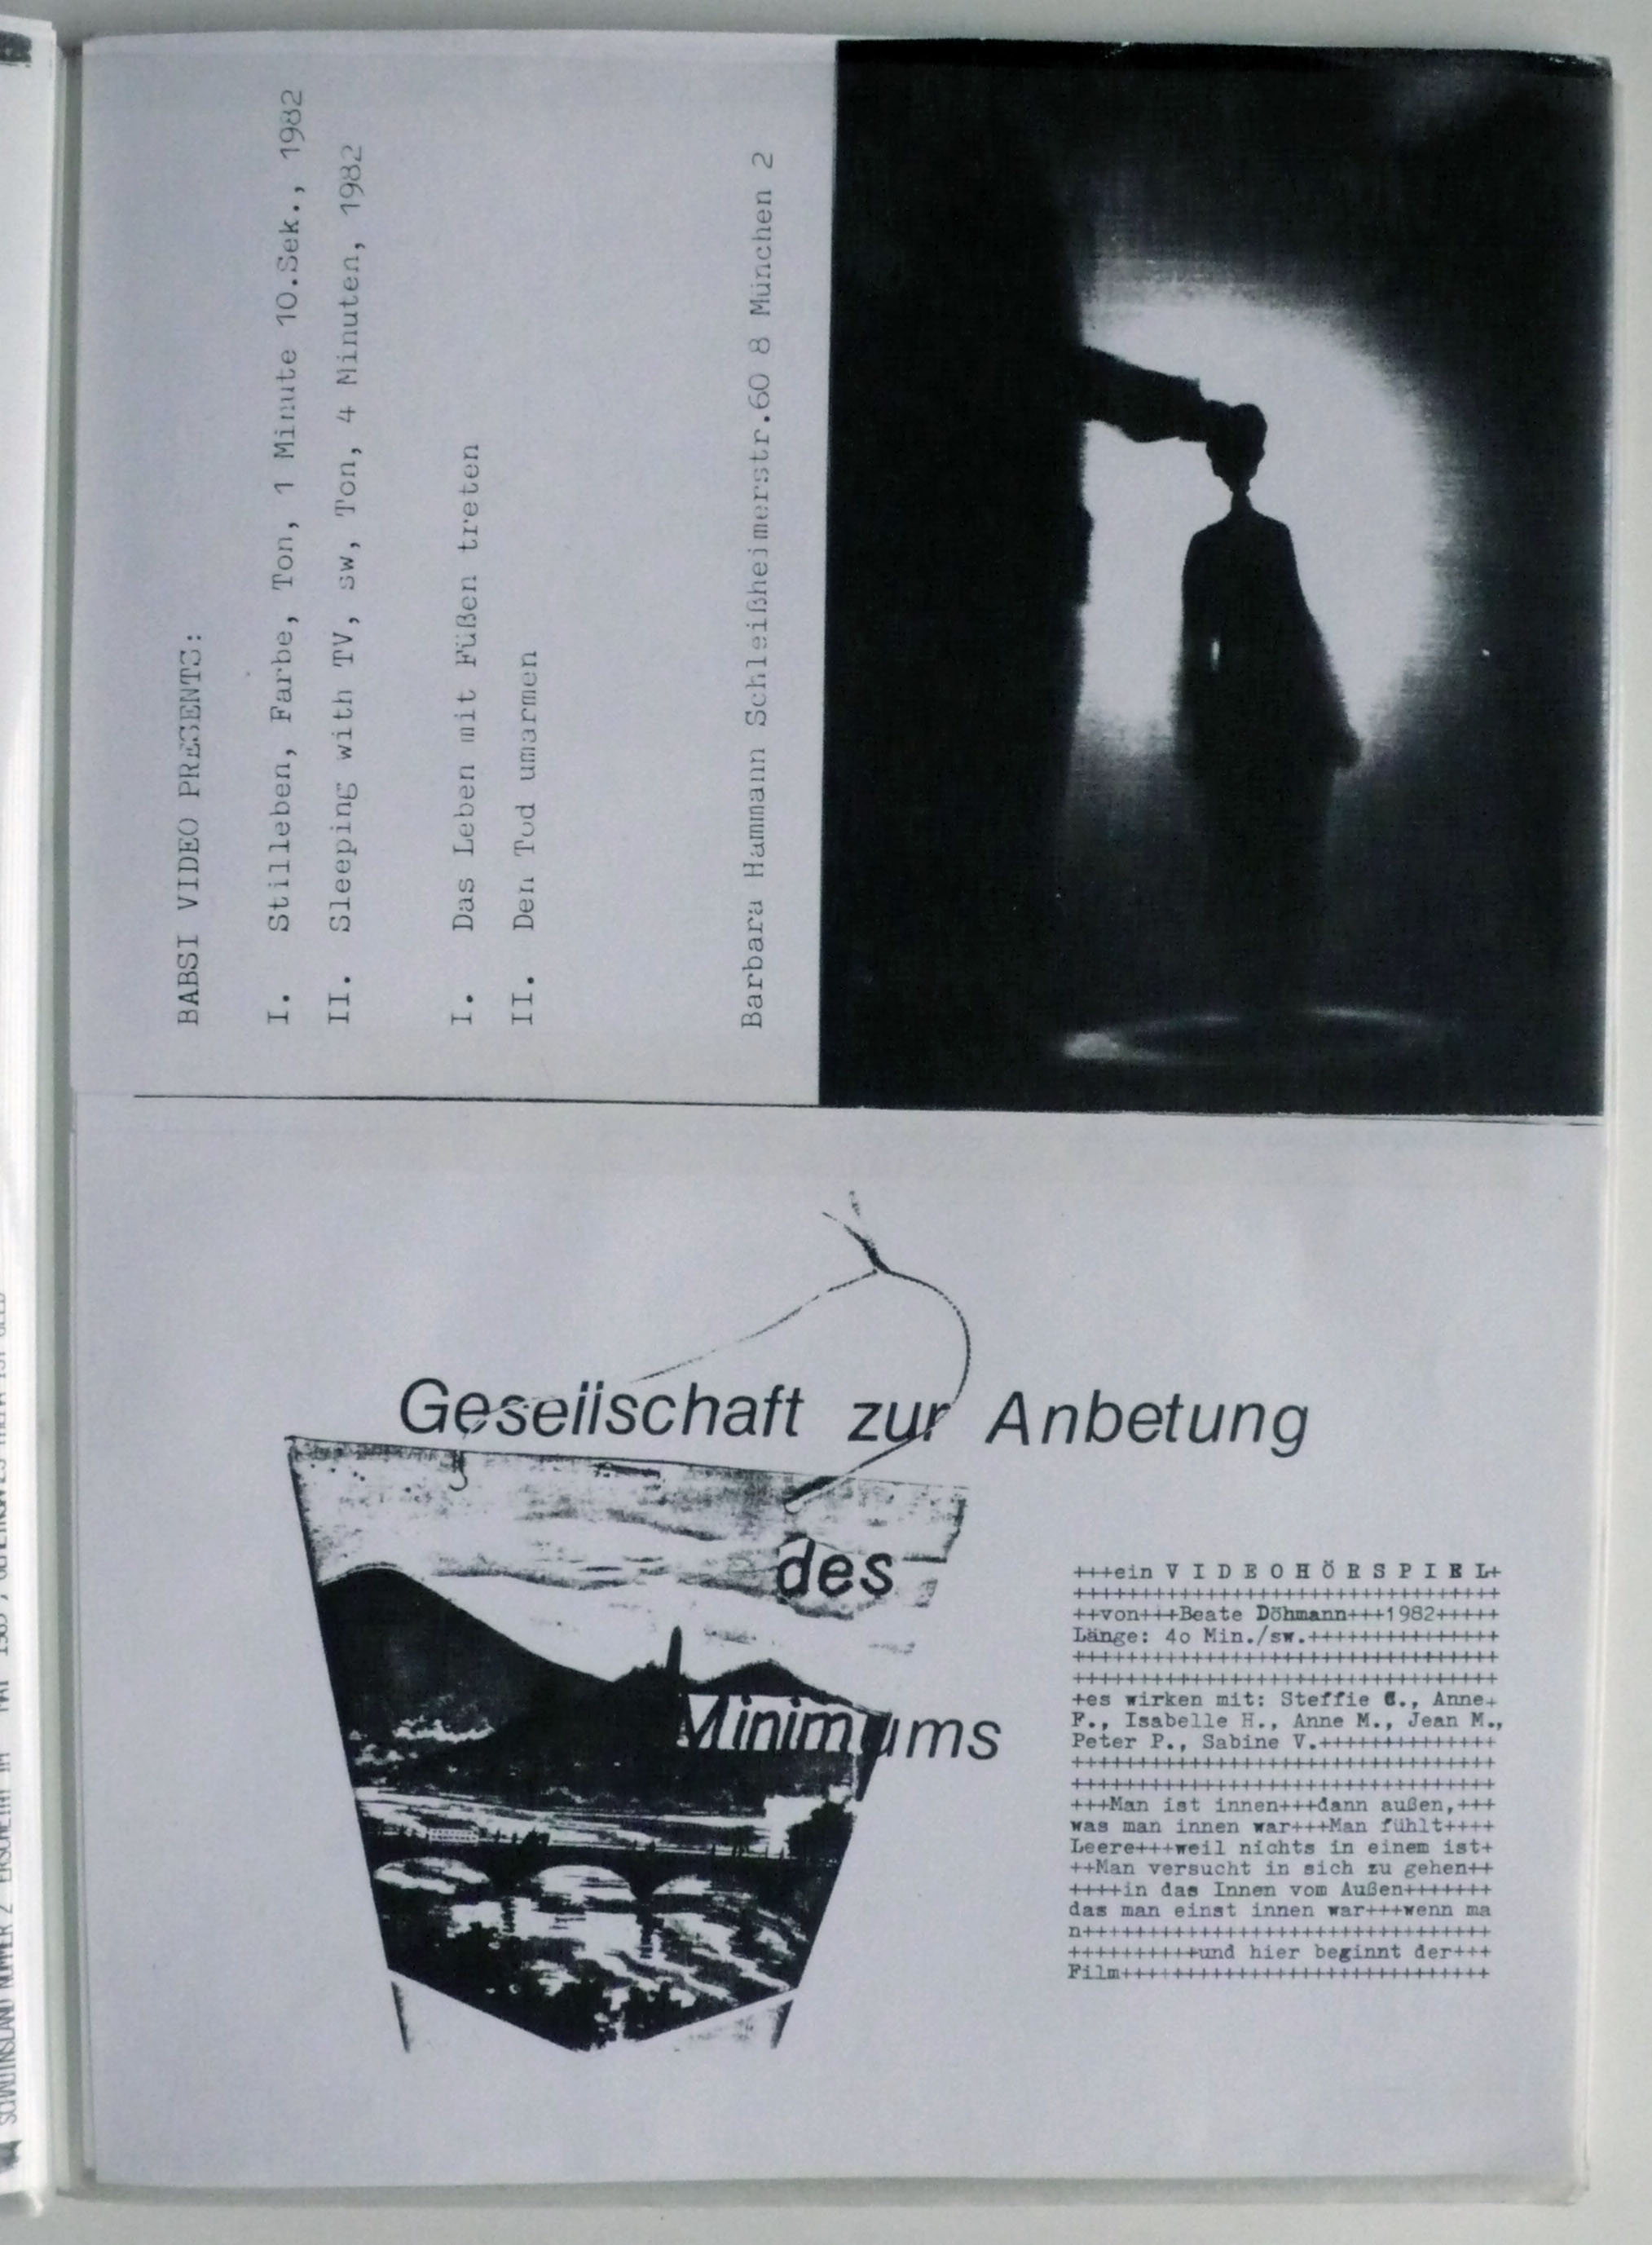 BABSI VIDEO PRESENTS:
I. Stilleben, Farbe, Ton, 1 Minute 10.Sek., 1982
II. Sleeping with TV, sw, Ton, 4 Minuten, 1982
I. Das Leben mit Füßen treten
II. Den Tod umarmen
Barbara Hammann Schleißheimerstr.60 8 München 2
Gesellschaft zur Anbetung
des
Minimums
+++ein V I D E O H Ö R S P I E L+
+++++++++++++++++++++++++++++++++
++von+++Beate Döhmann+++1982+++++
Länge: 4o Min./sw.+++++++++++++++
+++++++++++++++++++++++++++++++++
+++++++++++++++++++++++++++++++++
+es wirken mit: Steffie G., Anne+
F., Isabelle H., Anne M., Jean M.,
Peter P., Sabine V.++++++++++++++
+++++++++++++++++++++++++++++++++
+++++++++++++++++++++++++++++++++
+++Man ist innen+++dann außen,+++
was man innen war+++Man fühlt++++
Leere+++weil nichts in einem ist+
++Man versucht in sich zu gehen++
++++in das Innen vom Außen+++++++
das man einst innen war+++wenn ma
n++++++++++++++++++++++++++++++++
++++++++++und hier beginnt der+++
Film+++++++++++++++++++++++++++++